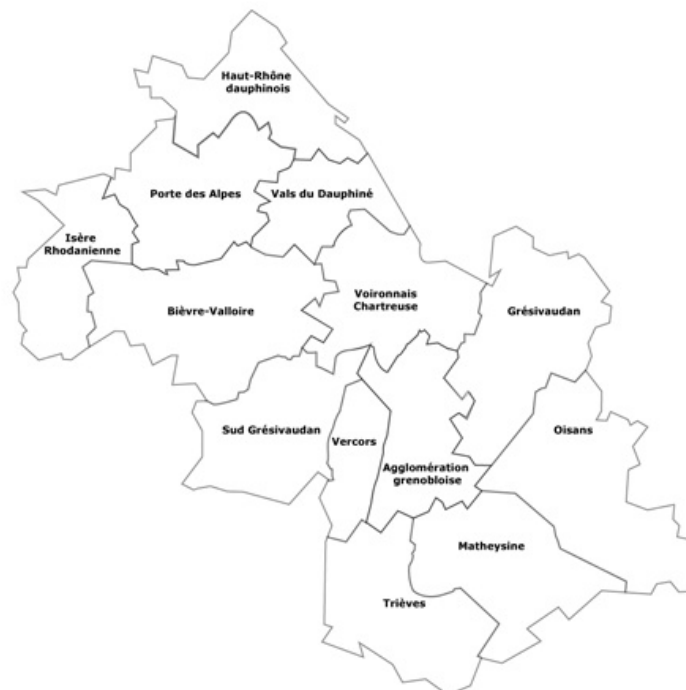 Haut-Rhône
dauphinois
Porte des Alpes
Vals du Dauphiné
Isère
Rhodanienne
Bièvre-Valloire
Voironnais
Chartreuse
Grésivaudan
Sud Grésivaudan
Vercors
Agglomération
grenobloise
Oisans
Matheysine
Trièves